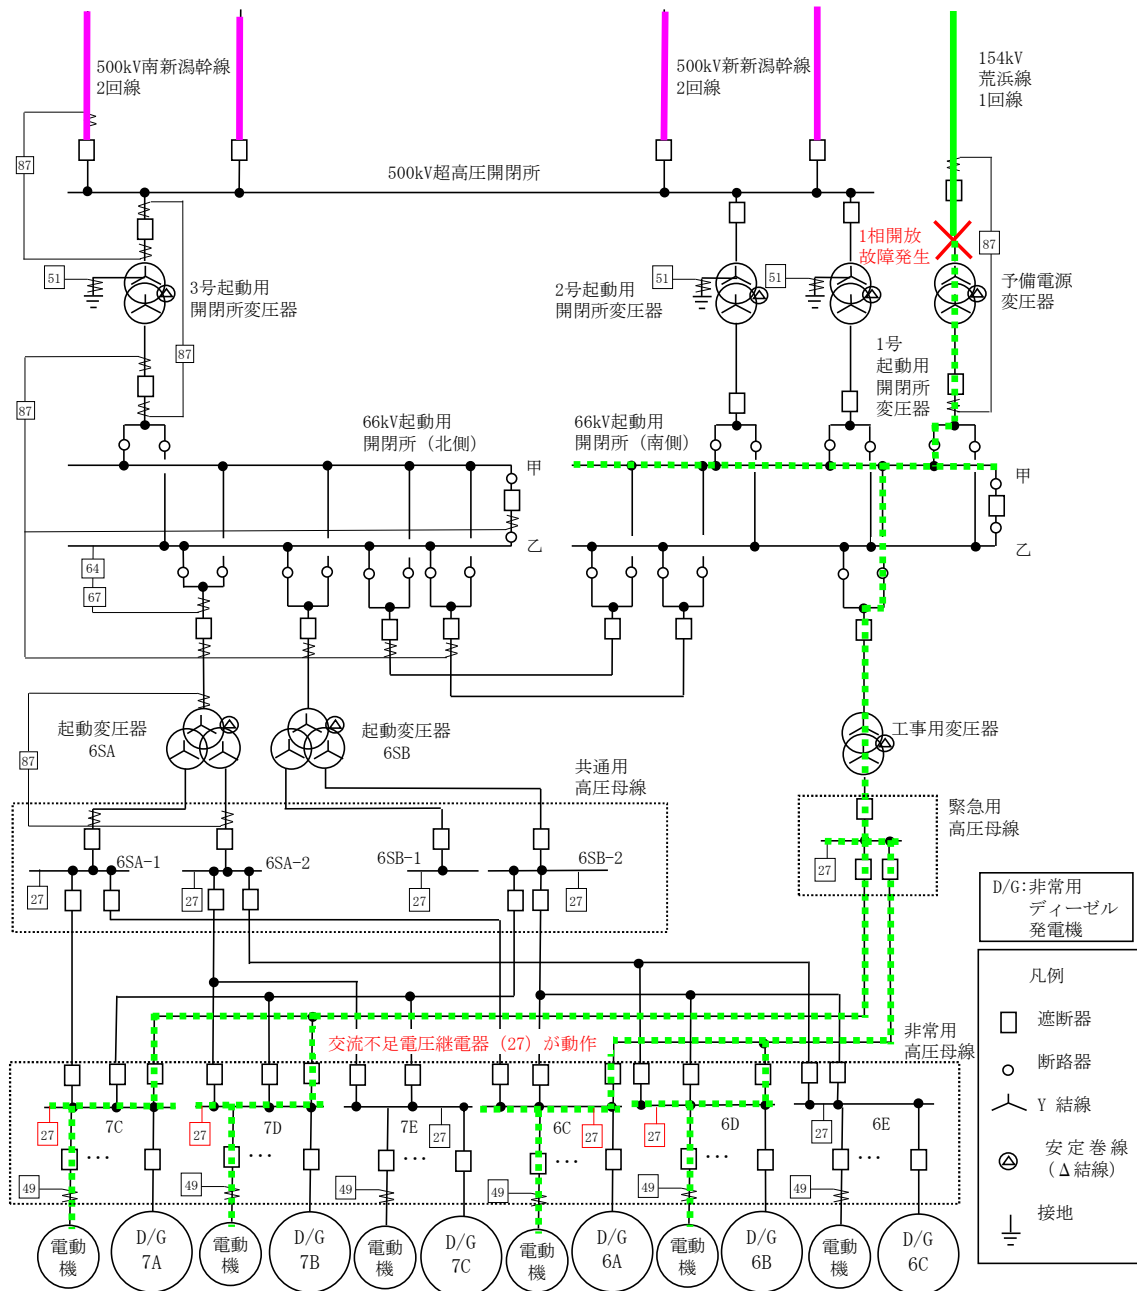 500kV南新潟幹線
2回線
500kV新新潟幹線
2回線
154kV
荒浜線
1回線
87
500kV超高圧開閉所
1相開放
故障発生
87
51
3号起動用
開閉所変圧器
51
2号起動用
開閉所変圧器
51
予備電源
変圧器
87
1号
起動用
開閉所
変圧器
87
66kV起動用
開閉所（北側）
66kV起動用
開閉所（南側）
甲
甲
乙
乙
64
67
起動変圧器
6SA
起動変圧器
6SB
工事用変圧器
87
共通用
高圧母線
緊急用
高圧母線
6SA-1
6SA-2
6SB-1
6SB-2
27
27
27
27
27
D/G:非常用
ディーゼル
発電機
凡例
遮断器
断路器
Y 結線
安定巻線
(Δ結線)
接地
交流不足電圧継電器（27）が動作
非常用
高圧母線
7C
7D
7E
6C
6D
6E
27
27
27
27
27
27
…
…
…
…
…
…
49
49
49
49
49
49
電動
機
D/G
7A
電動
機
D/G
7B
電動
機
D/G
7C
電動
機
D/G
6A
電動
機
D/G
6B
電動
機
D/G
6C